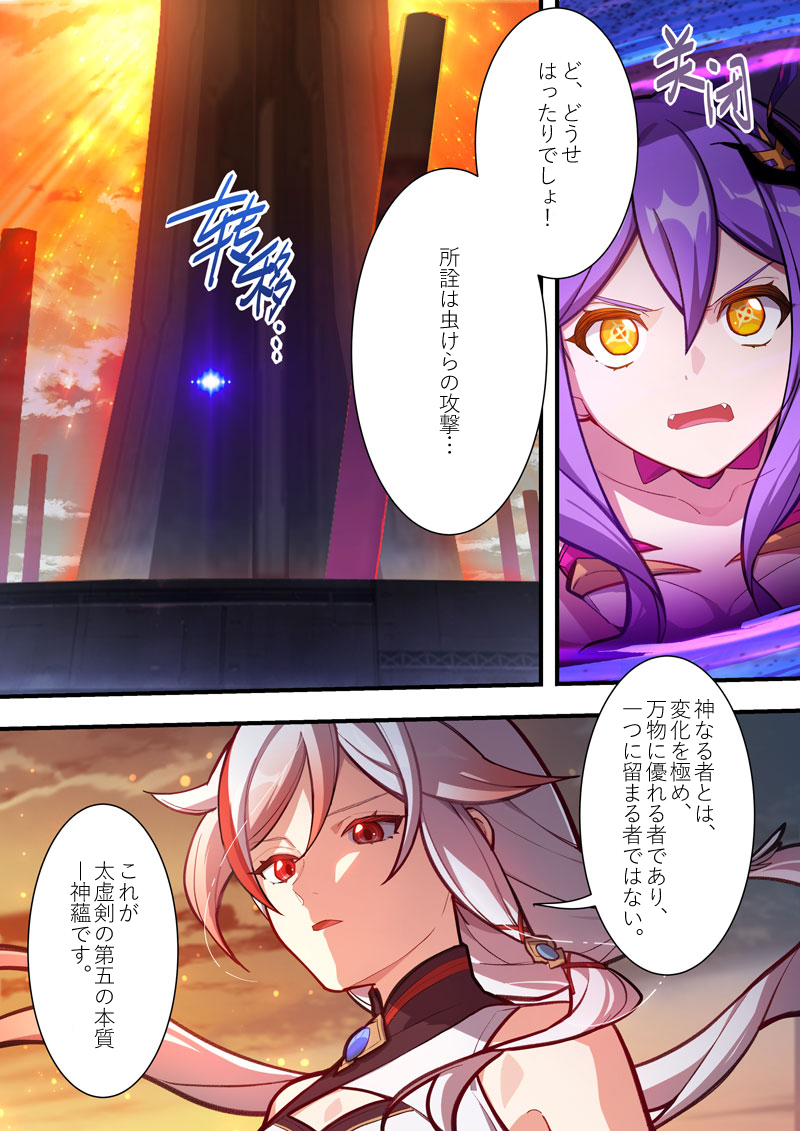 关闭
ど、どうせ
はったりでしょ！
所詮は虫けらの攻撃…
转移…
神なる者とは、
変化を極め、
万物に優れる者であり、
一つに留まる者ではない。
これが
太虚剣の第五の本質
—神蘊です。